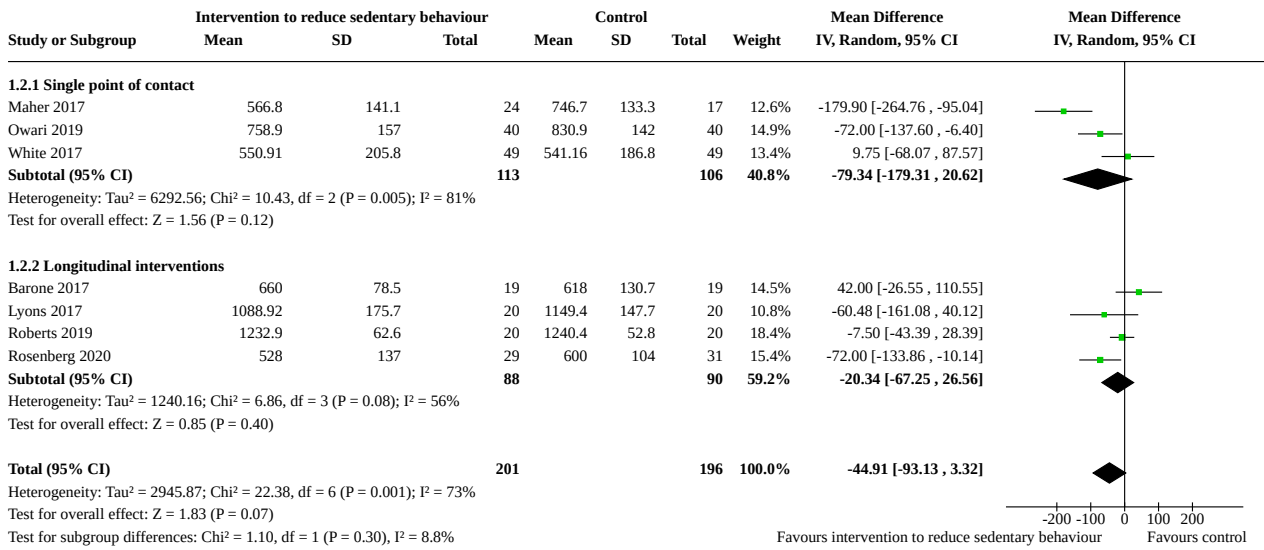 Intervention to reduce sedentary behaviour Control Mean Difference Mean Difference
Study or Subgroup Mean SD Total Mean SD Total Weight IV, Random, 95% CI IV, Random, 95% CI
1.2.1 Single point of contact
Maher 2017 566.8 141.1 24 746.7 133.3 17 12.6% -179.90 [-264.76 , -95.04]
Owari 2019 758.9 157 40 830.9 142 40 14.9% -72.00 [-137.60 , -6.40]
White 2017 550.91 205.8 49 541.16 186.8 49 13.4% 9.75 [-68.07 , 87.57]
Subtotal (95% CI) 113 106 40.8% -79.34 [-179.31 , 20.62]
Heterogeneity: Tau² = 6292.56; Chi² = 10.43, df = 2 (P = 0.005); I² = 81%
Test for overall effect: Z = 1.56 (P = 0.12)
1.2.2 Longitudinal interventions
Barone 2017 660 78.5 19 618 130.7 19 14.5% 42.00 [-26.55 , 110.55]
Lyons 2017 1088.92 175.7 20 1149.4 147.7 20 10.8% -60.48 [-161.08 , 40.12]
Roberts 2019 1232.9 62.6 20 1240.4 52.8 20 18.4% -7.50 [-43.39 , 28.39]
Rosenberg 2020 528 137 29 600 104 31 15.4% -72.00 [-133.86 , -10.14]
Subtotal (95% CI) 88 90 59.2% -20.34 [-67.25 , 26.56]
Heterogeneity: Tau² = 1240.16; Chi² = 6.86, df = 3 (P = 0.08); I² = 56%
Test for overall effect: Z = 0.85 (P = 0.40)
Total (95% CI) 201 196 100.0% -44.91 [-93.13 , 3.32]
Heterogeneity: Tau² = 2945.87; Chi² = 22.38, df = 6 (P = 0.001); I² = 73%
Test for overall effect: Z = 1.83 (P = 0.07) -200 -100 0 100 200
Test for subgroup differences: Chi² = 1.10, df = 1 (P = 0.30), I² = 8.8% Favours intervention to reduce sedentary behaviour Favours control